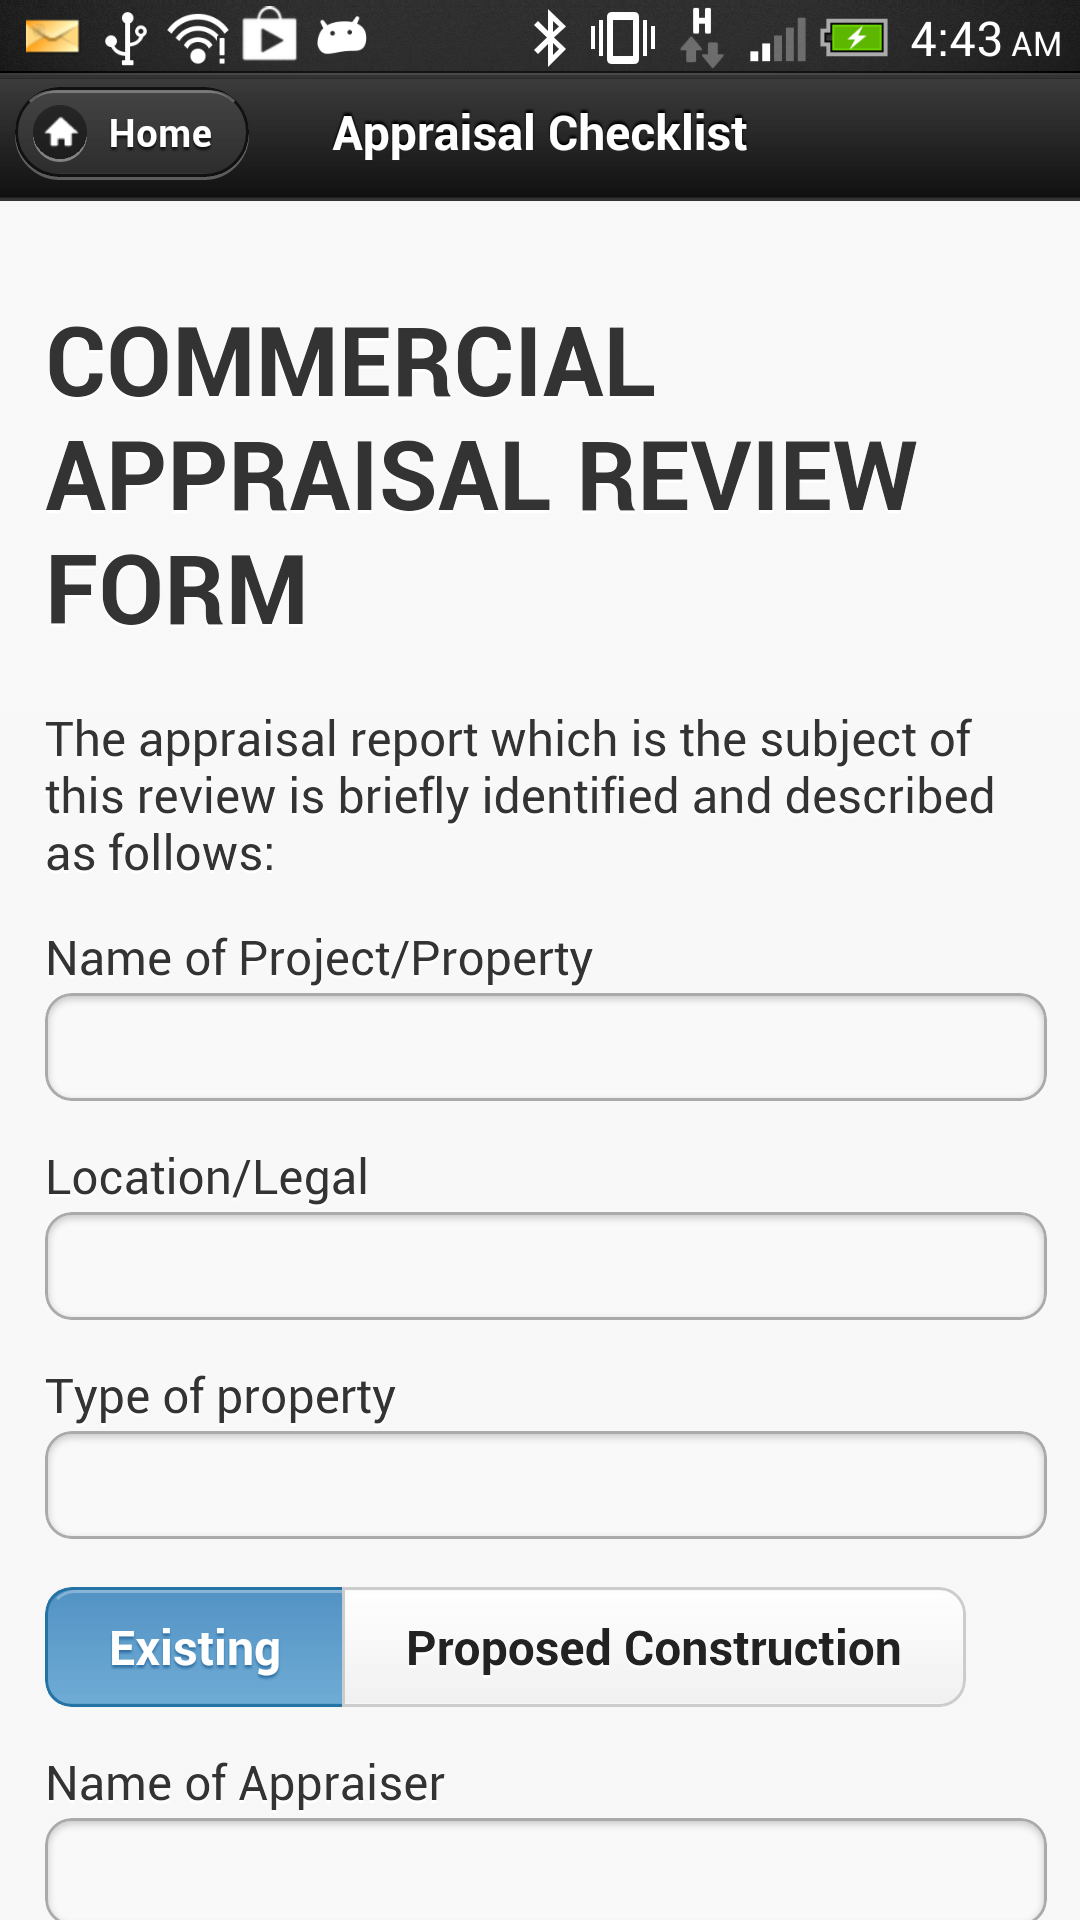 H
4:43 AM
Home
Appraisal Checklist
COMMERCIAL
APPRAISAL REVIEW
FORM
The appraisal report which is the subject of
this review is briefly identified and described
as follows:
Name of Project/Property
Location/Legal
Type of property
Existing
Proposed Construction
Name of Appraiser